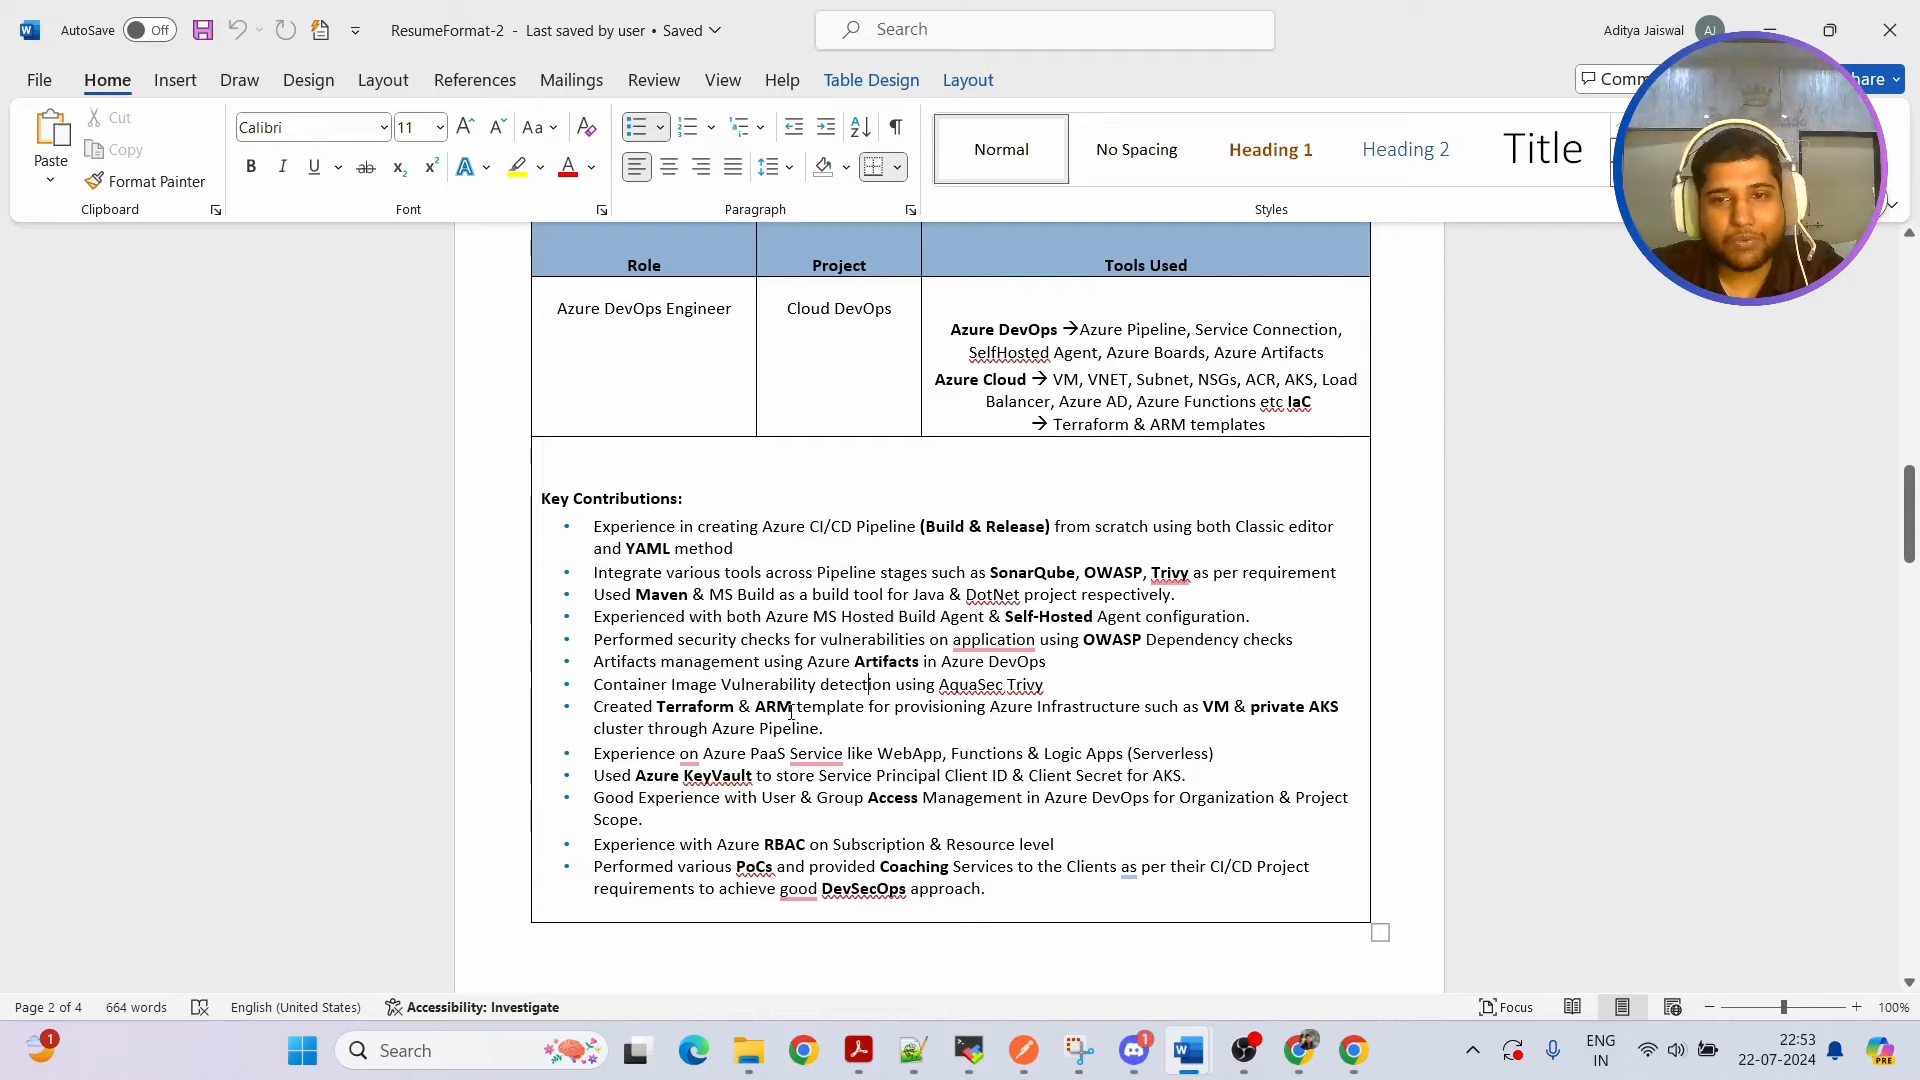 AutoSave Off ResumeFormat-2 - Last saved by user • Saved Search Aditya Jaiswal AJ
File Home Insert Draw Design Layout References Mailings Review View Help Table Design Layout Comm hare
Paste Cut Copy Format Painter
Calibri 11 Aa
B I U ab x₂ x² A A
Normal No Spacing Heading 1 Heading 2 Title
Clipboard Font Paragraph Styles
Role Project Tools Used
Azure DevOps Engineer Cloud DevOps
Azure DevOps →Azure Pipeline, Service Connection,
SelfHosted Agent, Azure Boards, Azure Artifacts
Azure Cloud → VM, VNET, Subnet, NSGs, ACR, AKS, Load
Balancer, Azure AD, Azure Functions etc IaC
→ Terraform & ARM templates
Key Contributions:
• Experience in creating Azure CI/CD Pipeline (Build & Release) from scratch using both Classic editor
and YAML method
• Integrate various tools across Pipeline stages such as SonarQube, OWASP, Trivy as per requirement
• Used Maven & MS Build as a build tool for Java & DotNet project respectively.
• Experienced with both Azure MS Hosted Build Agent & Self-Hosted Agent configuration.
• Performed security checks for vulnerabilities on application using OWASP Dependency checks
• Artifacts management using Azure Artifacts in Azure DevOps
• Container Image Vulnerability detection using AquaSec Trivy
• Created Terraform & ARM template for provisioning Azure Infrastructure such as VM & private AKS
cluster through Azure Pipeline.
• Experience on Azure PaaS Service like WebApp, Functions & Logic Apps (Serverless)
• Used Azure KeyVault to store Service Principal Client ID & Client Secret for AKS.
• Good Experience with User & Group Access Management in Azure DevOps for Organization & Project
Scope.
• Experience with Azure RBAC on Subscription & Resource level
• Performed various PoCs and provided Coaching Services to the Clients as per their CI/CD Project
requirements to achieve good DevSecOps approach.
Page 2 of 4 664 words English (United States) Accessibility: Investigate Focus 100%
1 Search 1 ENG 22:53
IN 22-07-2024 PRE